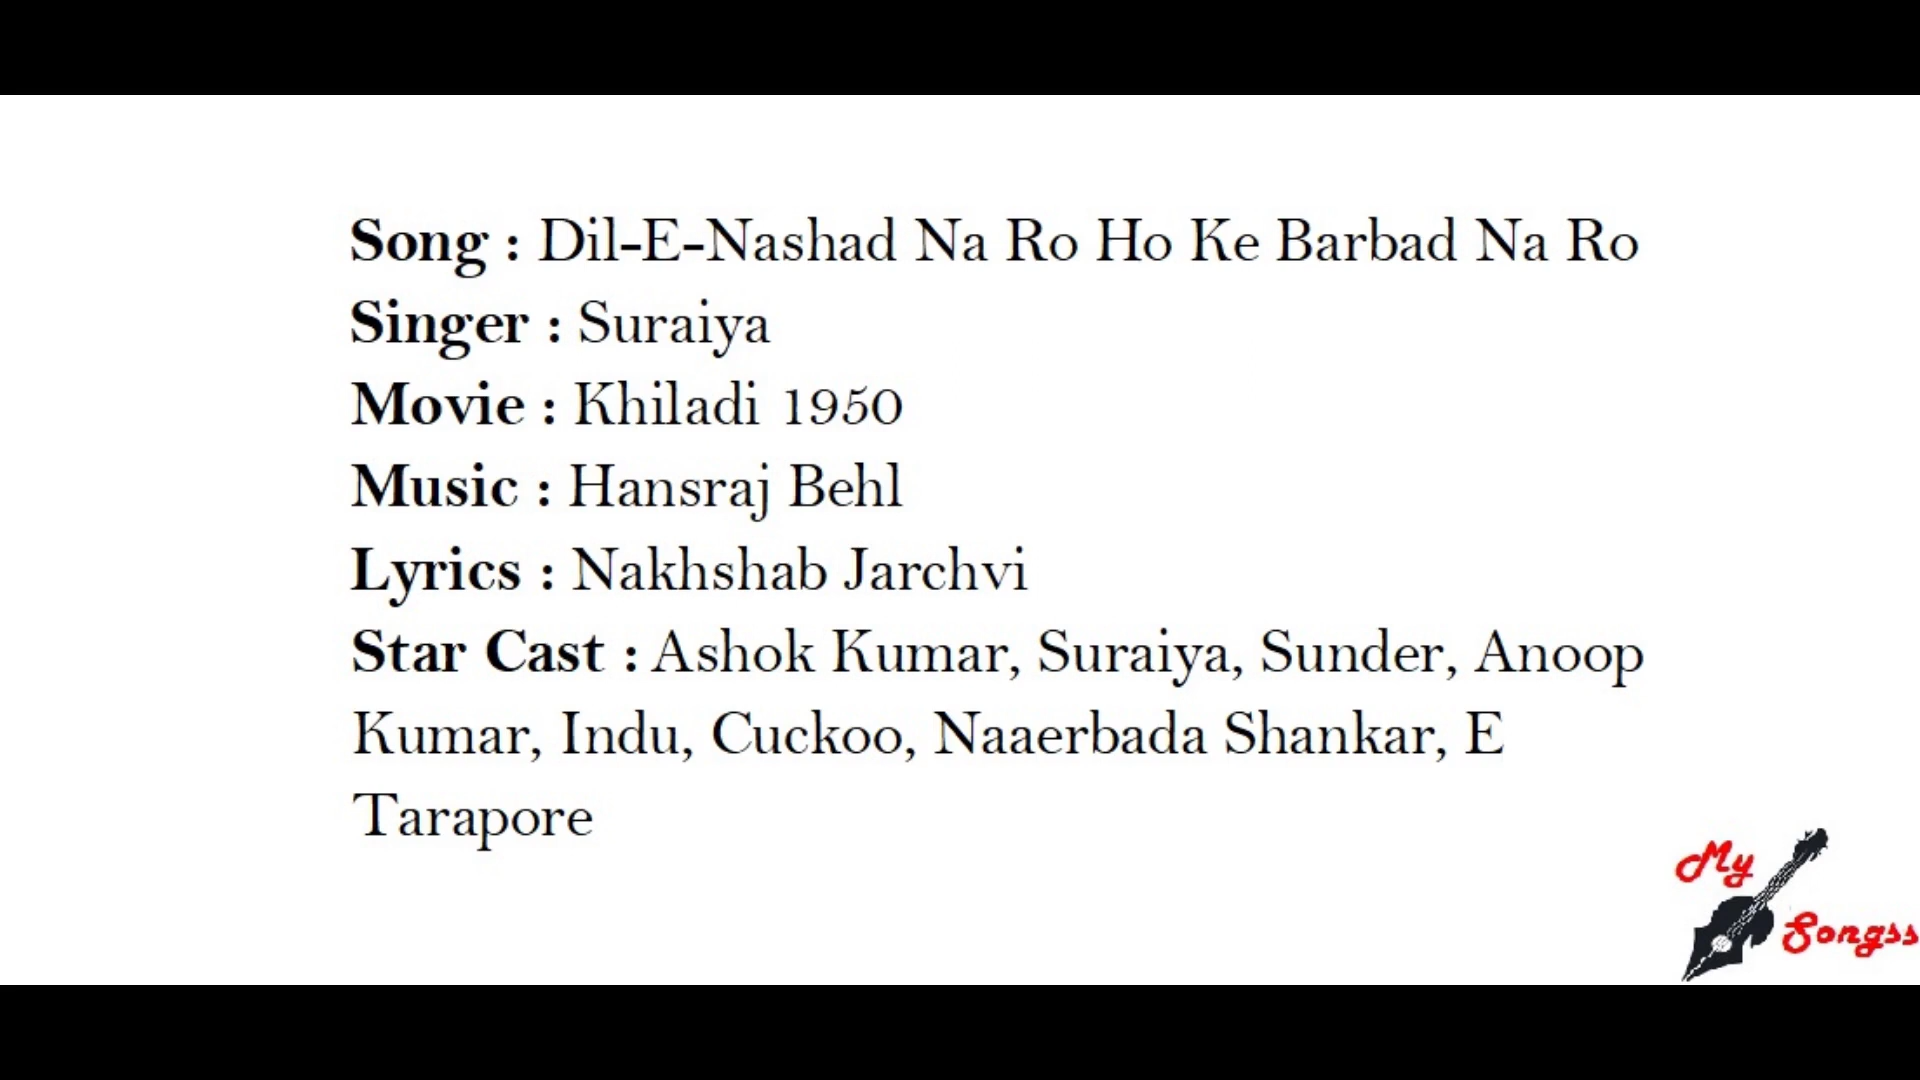 Song : Dil-E-Nashad Na Ro Ho Ke Barbad Na Ro
Singer : Suraiya
Movie : Khiladi 1950
Music : Hansraj Behl
Lyrics : Nakhshab Jarchvi
Star Cast : Ashok Kumar, Suraiya, Sunder, Anoop
Kumar, Indu, Cuckoo, Naaerbada Shankar, E
Tarapore
My
Songss